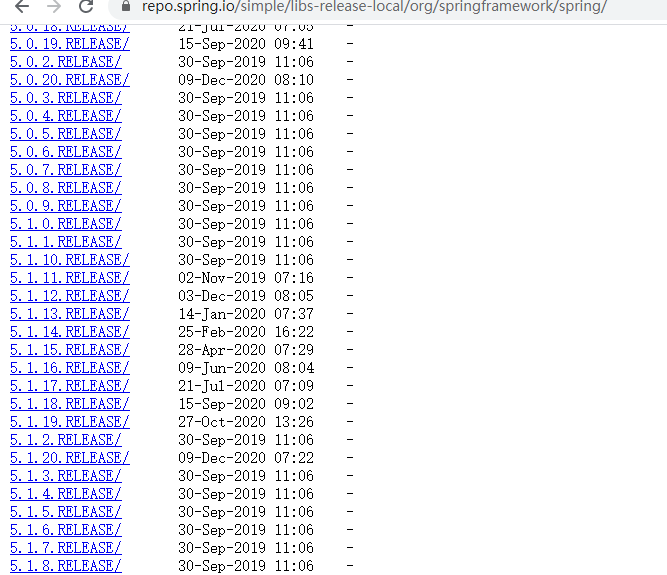 repo.spring.io/simple/libs-release-local/org/springframework/spring/
5.0.18.RELEASE/ 21-Jul-2020 07:05 -
5.0.19.RELEASE/ 15-Sep-2020 09:41 -
5.0.2.RELEASE/ 30-Sep-2019 11:06 -
5.0.20.RELEASE/ 09-Dec-2020 08:10 -
5.0.3.RELEASE/ 30-Sep-2019 11:06 -
5.0.4.RELEASE/ 30-Sep-2019 11:06 -
5.0.5.RELEASE/ 30-Sep-2019 11:06 -
5.0.6.RELEASE/ 30-Sep-2019 11:06 -
5.0.7.RELEASE/ 30-Sep-2019 11:06 -
5.0.8.RELEASE/ 30-Sep-2019 11:06 -
5.0.9.RELEASE/ 30-Sep-2019 11:06 -
5.1.0.RELEASE/ 30-Sep-2019 11:06 -
5.1.1.RELEASE/ 30-Sep-2019 11:06 -
5.1.10.RELEASE/ 30-Sep-2019 11:06 -
5.1.11.RELEASE/ 02-Nov-2019 07:16 -
5.1.12.RELEASE/ 03-Dec-2019 08:05 -
5.1.13.RELEASE/ 14-Jan-2020 07:37 -
5.1.14.RELEASE/ 25-Feb-2020 16:22 -
5.1.15.RELEASE/ 28-Apr-2020 07:29 -
5.1.16.RELEASE/ 09-Jun-2020 08:04 -
5.1.17.RELEASE/ 21-Jul-2020 07:09 -
5.1.18.RELEASE/ 15-Sep-2020 09:02 -
5.1.19.RELEASE/ 27-Oct-2020 13:26 -
5.1.2.RELEASE/ 30-Sep-2019 11:06 -
5.1.20.RELEASE/ 09-Dec-2020 07:22 -
5.1.3.RELEASE/ 30-Sep-2019 11:06 -
5.1.4.RELEASE/ 30-Sep-2019 11:06 -
5.1.5.RELEASE/ 30-Sep-2019 11:06 -
5.1.6.RELEASE/ 30-Sep-2019 11:06 -
5.1.7.RELEASE/ 30-Sep-2019 11:06 -
5.1.8.RELEASE/ 30-Sep-2019 11:06 -